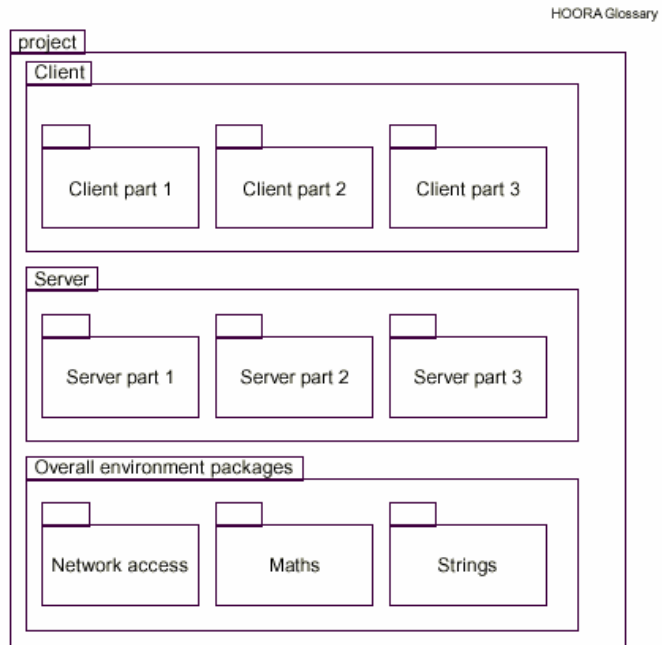 HOORA Glossary
project
Client
Client part 1
Client part 2
Client part 3
Server
Server part 1
Server part 2
Server part 3
Overall environment packages
Network access
Maths
Strings